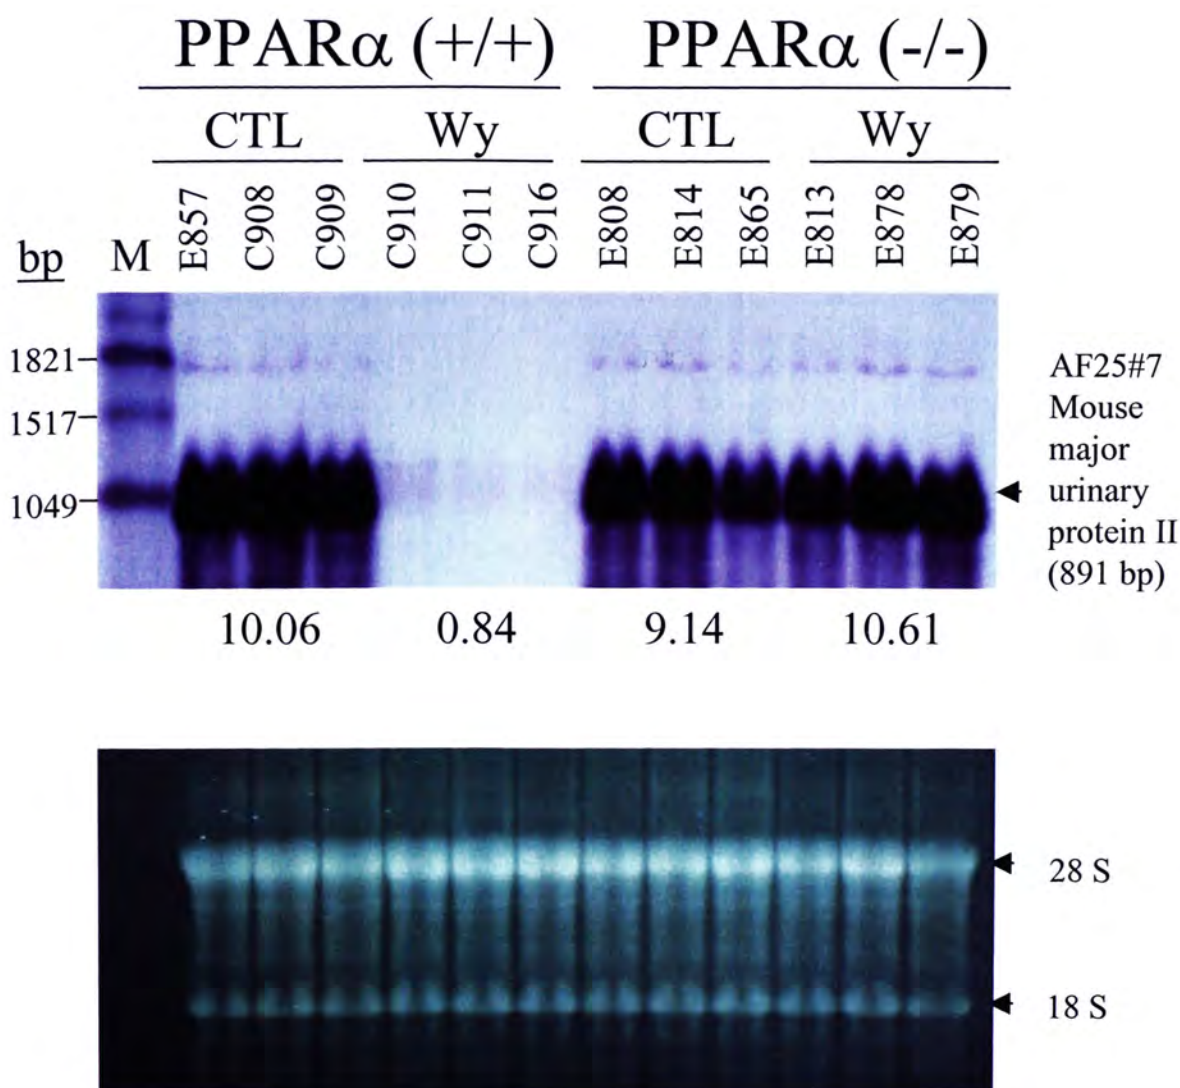 PPARα (+/+) PPARα (-/-)
CTL Wy CTL Wy
bp M E857 C908 C909 C910 C911 C916 E808 E814 E865 E813 E878 E879
1821
1517
1049
AF25#7
Mouse
major
urinary
protein II
(891 bp)
10.06 0.84 9.14 10.61
28 S
18 S